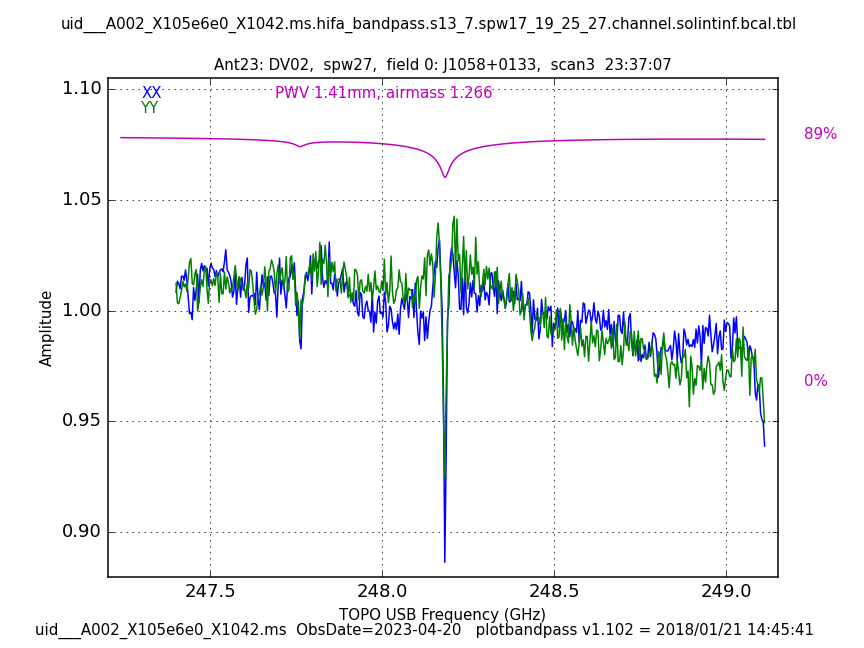 uid___A002_X105e6e0_X1042.ms.hifa_bandpass.s13_7.spw17_19_25_27.channel.solintinf.bcal.tbl
Ant23: DV02,  spw27,  field 0: J1058+0133,  scan3  23:37:07
XX
YY
PWV 1.41mm, airmass 1.266
89%
0%
1.10
1.05
1.00
0.95
0.90
Amplitude
247.5 248.0 248.5 249.0
TOPO USB Frequency (GHz)
uid___A002_X105e6e0_X1042.ms  ObsDate=2023-04-20   plotbandpass v1.102 = 2018/01/21 14:45:41